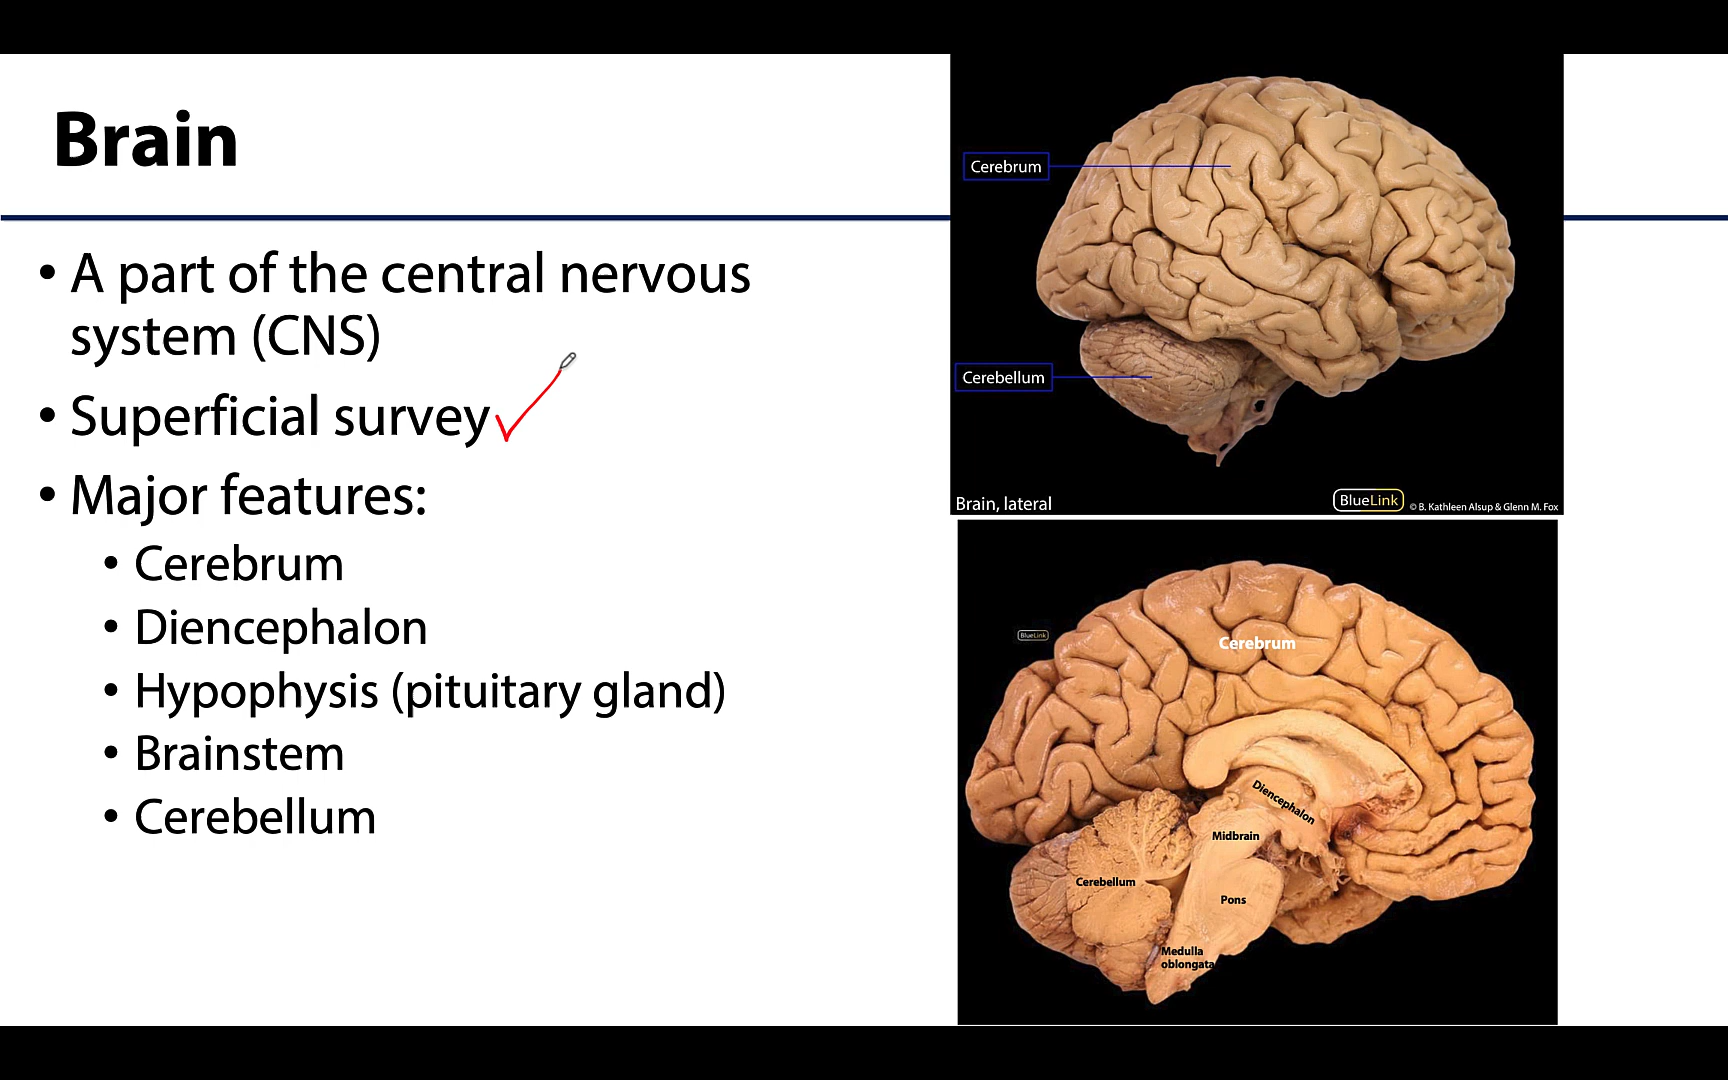 Brain
• A part of the central nervous
system (CNS)
• Superficial survey
• Major features:
• Cerebrum
• Diencephalon
• Hypophysis (pituitary gland)
• Brainstem
• Cerebellum
Cerebrum
Cerebellum
Brain, lateral
BlueLink
© B. Kathleen Alsup & Glenn M. Fox
BlueLink
Cerebrum
Diencephalon
Midbrain
Cerebellum
Pons
Medulla
oblongata